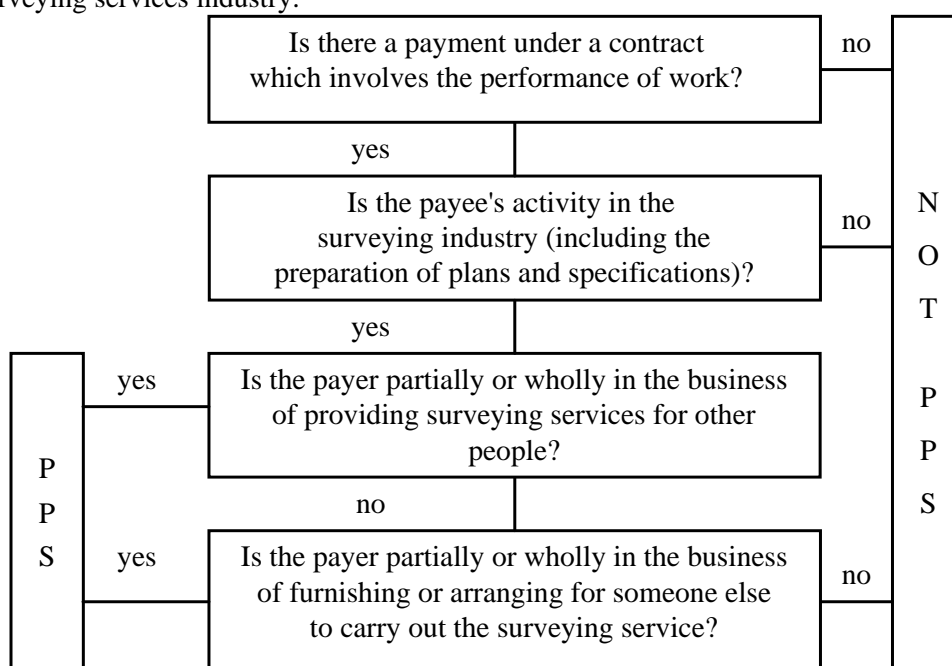 surveying services industry.
Is there a payment under a contract
which involves the performance of work?
no
yes
Is the payee's activity in the
surveying industry (including the
preparation of plans and specifications)?
no
yes
Is the payer partially or wholly in the business
of providing surveying services for other
people?
yes
no
Is the payer partially or wholly in the business
of furnishing or arranging for someone else
to carry out the surveying service?
yes
no
P
P
S
N
O
T
P
P
S